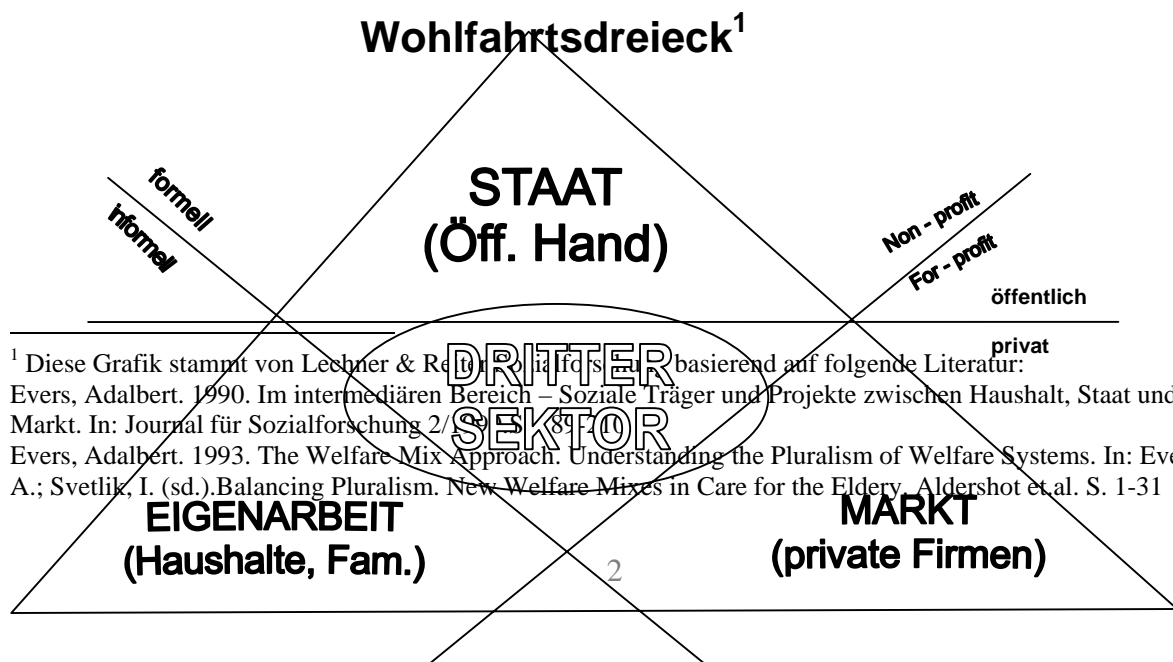 Wohlfahrtsdreieck¹
STAAT
(Öff. Hand)
formell
informell
Non - profit
For - profit
öffentlich
privat
DRITTER
SEKTOR
¹ Diese Grafik stammt von Lechner & Reiter basierend auf folgende Literatur:
Evers, Adalbert. 1990. Im intermediären Bereich – Soziale Träger und Projekte zwischen Haushalt, Staat und
Markt. In: Journal für Sozialforschung
Evers, Adalbert. 1993. The Welfare Mix Approach. Understanding the Pluralism of Welfare Systems. In: Eve
A.; Svetlik, I. (sd.).Balancing Pluralism. New Welfare Mixes in Care for the Eldery. Aldershot et.al. S. 1-31
EIGENARBEIT
(Haushalte, Fam.)
MARKT
(private Firmen)
2